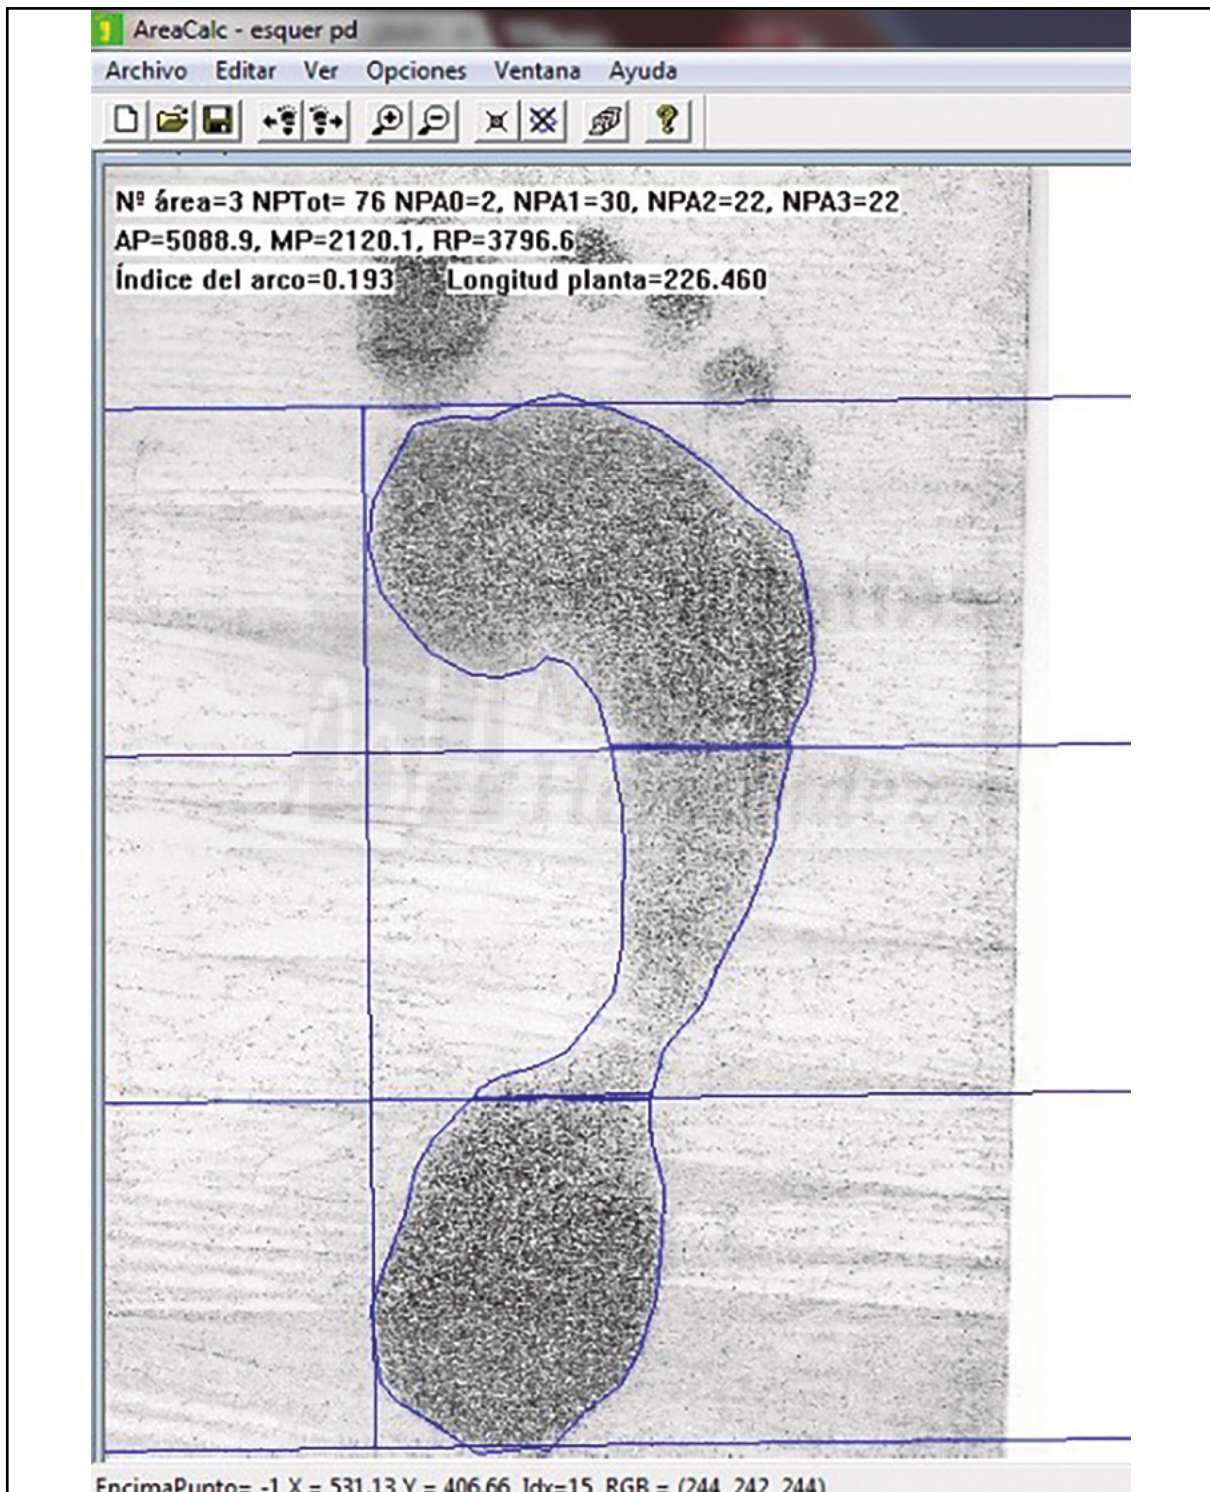 AreaCalc - esquer pd
Archivo Editar Ver Opciones Ventana Ayuda
Nº área=3 NPTot= 76 NPA0=2, NPA1=30, NPA2=22, NPA3=22
AP=5088.9, MP=2120.1, RP=3796.6
Índice del arco=0.193 Longitud planta=226.460
EncimaPunto= -1 X = 531.13 Y = 406.66 Idx=15 RGB = (244, 242, 244)